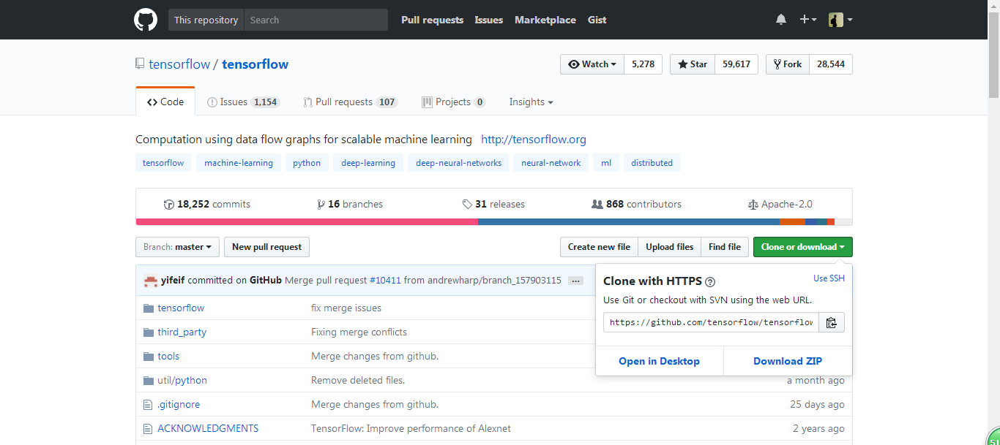 This repository Search Pull requests Issues Marketplace Gist
tensorflow / tensorflow
Watch 5,278 Star 59,617 Fork 28,544
Code Issues 1,154 Pull requests 107 Projects 0 Insights
Computation using data flow graphs for scalable machine learning http://tensorflow.org
tensorflow machine-learning python deep-learning deep-neural-networks neural-network ml distributed
18,252 commits 16 branches 31 releases 868 contributors Apache-2.0
Branch: master New pull request Create new file Upload files Find file Clone or download
yifeif committed on GitHub Merge pull request #10411 from andrewharp/branch_157903115 ...
Clone with HTTPS ? Use SSH
Use Git or checkout with SVN using the web URL.
https://github.com/tensorflow/tensorflow
Open in Desktop Download ZIP
tensorflow fix merge issues
third_party Fixing merge conflicts
tools Merge changes from github.
util/python Remove deleted files. a month ago
.gitignore Merge changes from github. 25 days ago
ACKNOWLEDGMENTS TensorFlow: Improve performance of Alexnet 2 years ago